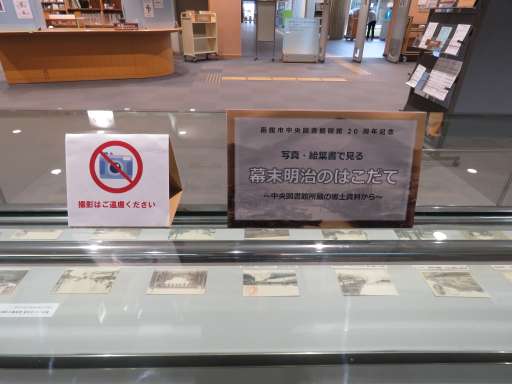 撮影はご遠慮ください
函館市中央図書館開館20周年記念
写真・絵葉書で見る
幕末明治のはこだて
~中央図書館所蔵の郷土資料から~